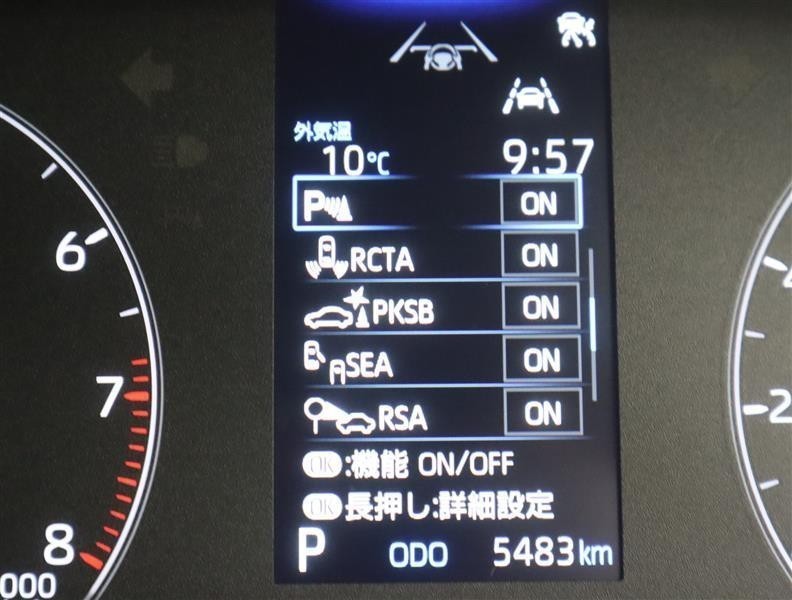 外気温
10℃ 9:57
P ON
RCTA ON
PKSB ON
SEA ON
RSA ON
OK:機能 ON/OFF
OK長押し:詳細設定
P ODO 5483km
6
7
8
000
2